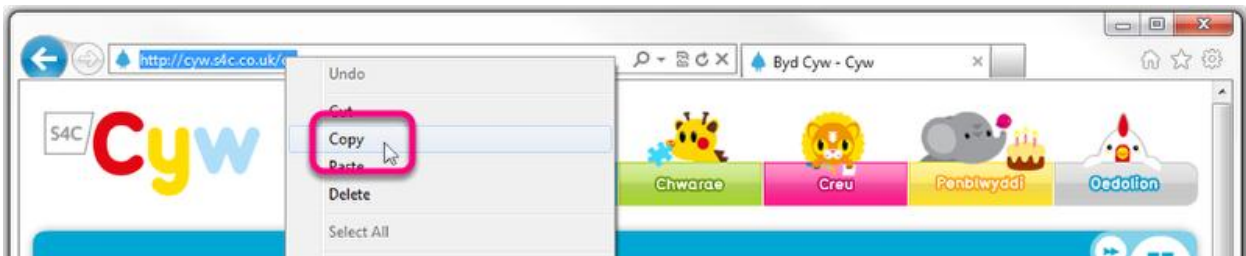 http://cyw.s4c.co.uk/
Byd Cyw - Cyw
Undo
Cut
Copy
Paste
Delete
Select All
S4C
Cyw
Chwarae
Creu
Penblwyddi
Oedolion